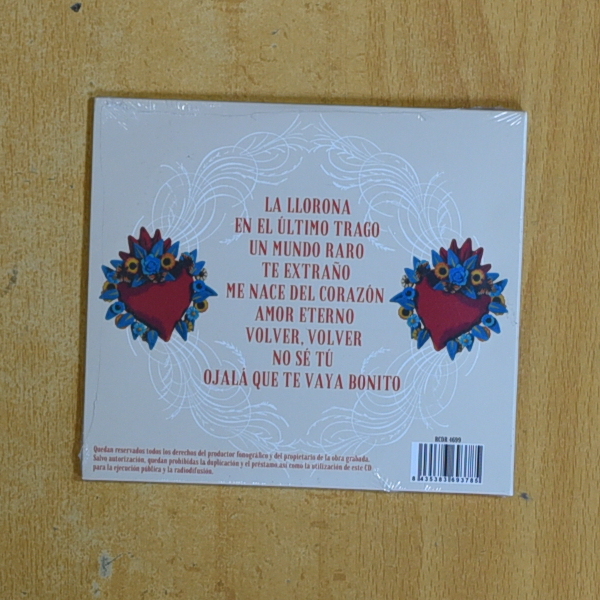 LA LLORONA
EN EL ÚLTIMO TRAGO
UN MUNDO RARO
TE EXTRAÑO
ME NACE DEL CORAZÓN
AMOR ETERNO
VOLVER, VOLVER
NO SÉ TÚ
OJALÁ QUE TE VAYA BONITO
Quedan reservados todos los derechos del productor fonográfico y del propietario de la obra grabada.
Salvo autorización, quedan prohibidas la duplicación y el préstamo, así como la utilización de este CD
para la ejecución pública y la radiodifusión.
RCDR 4699